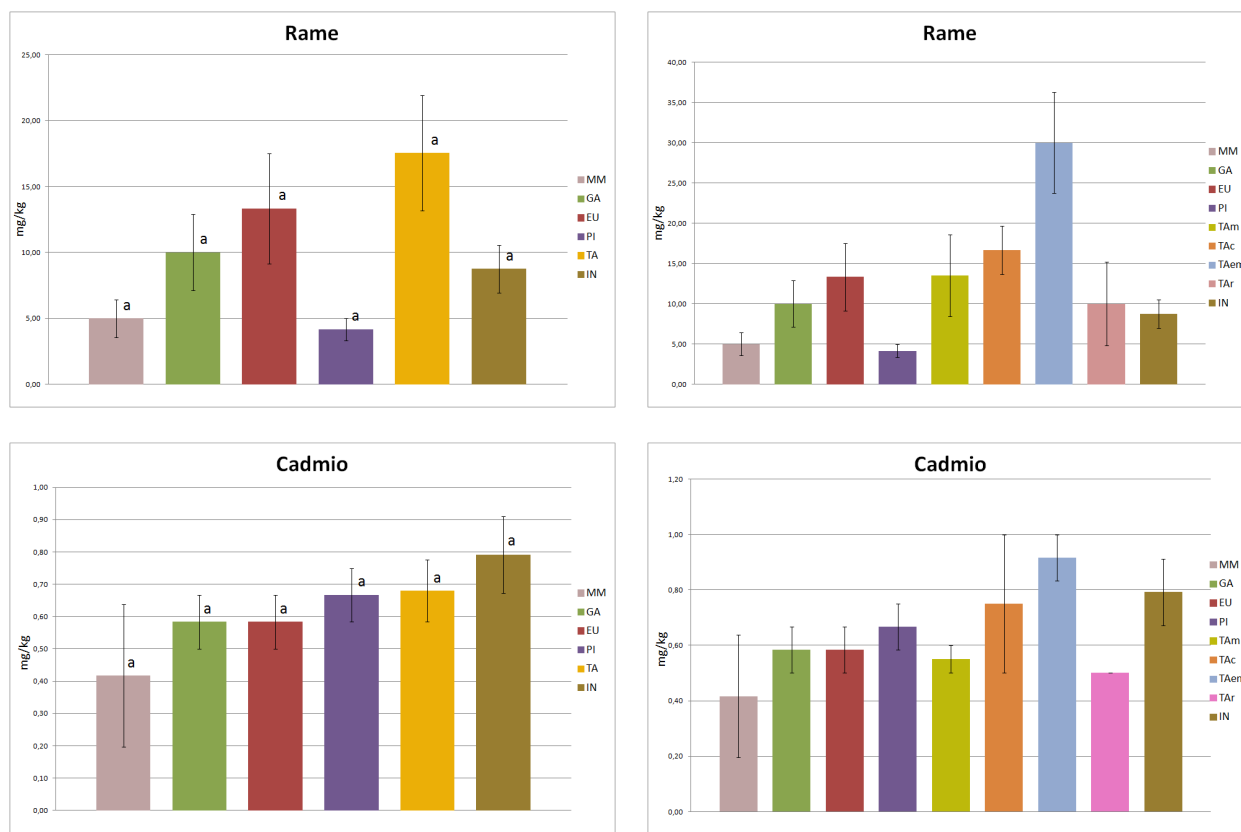 Rame
25,00
20,00
15,00
10,00
5,00
0,00
mg/kg
a
a
a
a
a
a
MM
GA
EU
PI
TA
IN
Rame
40,00
35,00
30,00
25,00
20,00
15,00
10,00
5,00
0,00
mg/kg
MM
GA
EU
PI
TAm
TAc
TAem
TAr
IN
Cadmio
1,00
0,90
0,80
0,70
0,60
0,50
0,40
0,30
0,20
0,10
0,00
mg/kg
a
a
a
a
a
a
MM
GA
EU
PI
TA
IN
Cadmio
1,20
1,00
0,80
0,60
0,40
0,20
0,00
mg/kg
MM
GA
EU
PI
TAm
TAc
TAem
TAr
IN